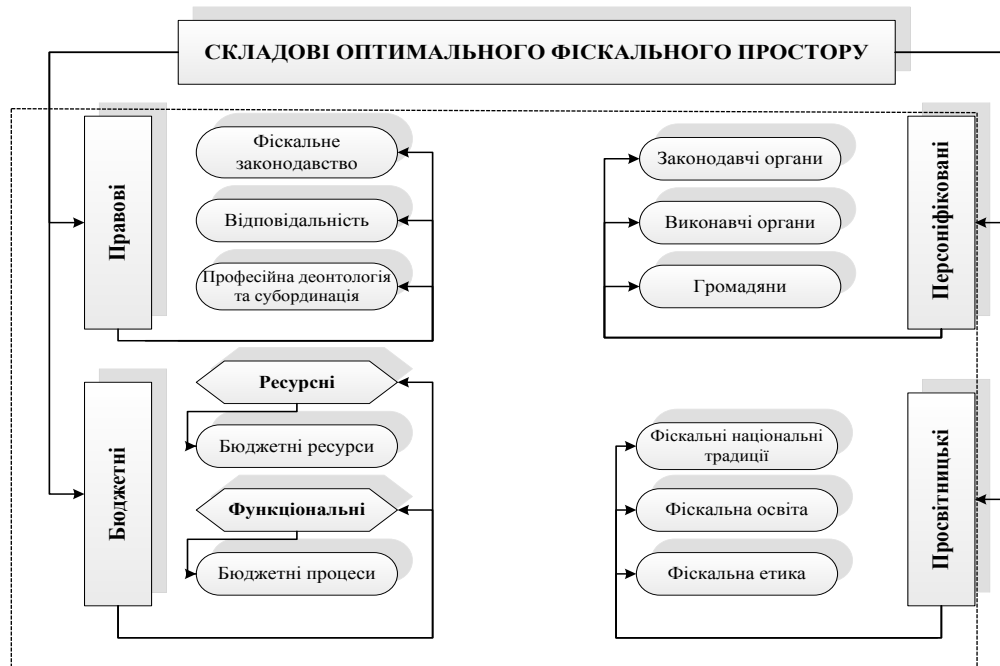 СКЛАДОВІ ОПТИМАЛЬНОГО ФІСКАЛЬНОГО ПРОСТОРУ
Правові
Фіскальне
законодавство
Відповідальність
Професійна деонтологія
та субординація
Персоніфіковані
Законодавчі органи
Виконавчі органи
Громадяни
Бюджетні
Ресурсні
Бюджетні ресурси
Функціональні
Бюджетні процеси
Просвітницькі
Фіскальні національні
традиції
Фіскальна освіта
Фіскальна етика